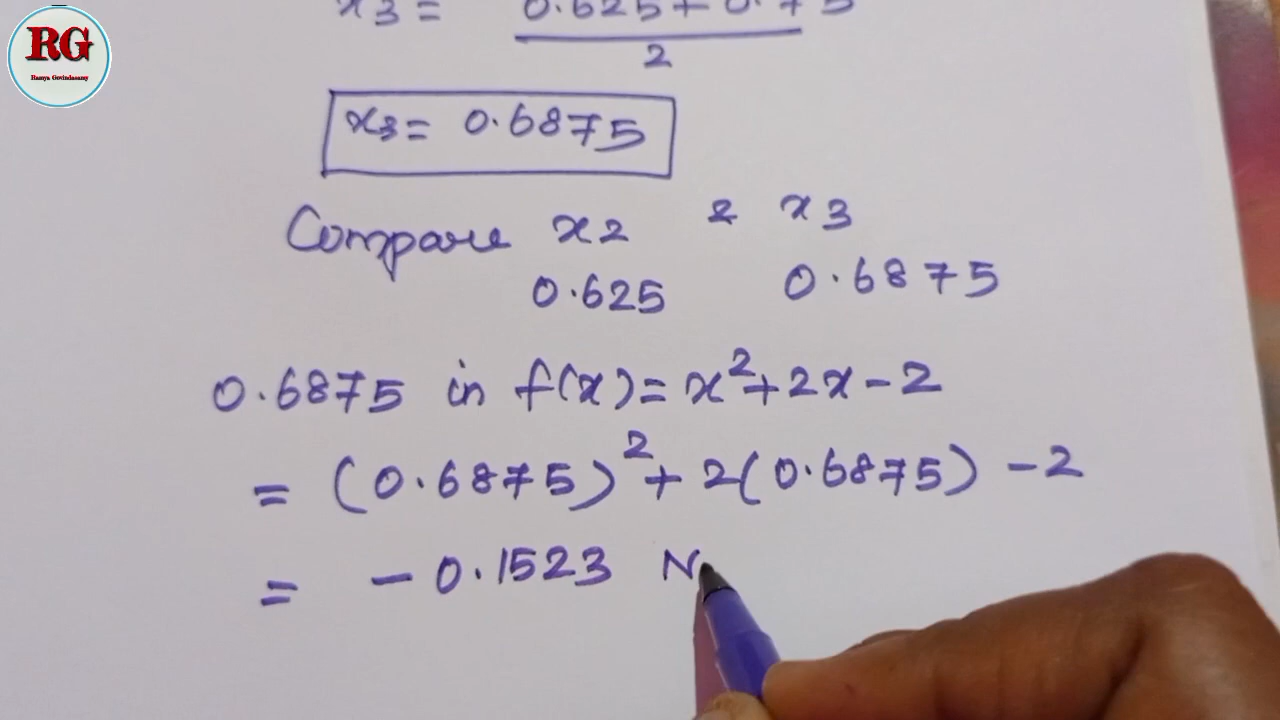 RG
Ramya Govindasamy
x3 = 0.625 + 0.75
2
x3 = 0.6875
Compare x2 & x3
0.625 0.6875
0.6875 in f(x) = x² + 2x - 2
= (0.6875)² + 2(0.6875) - 2
= - 0.1523 N